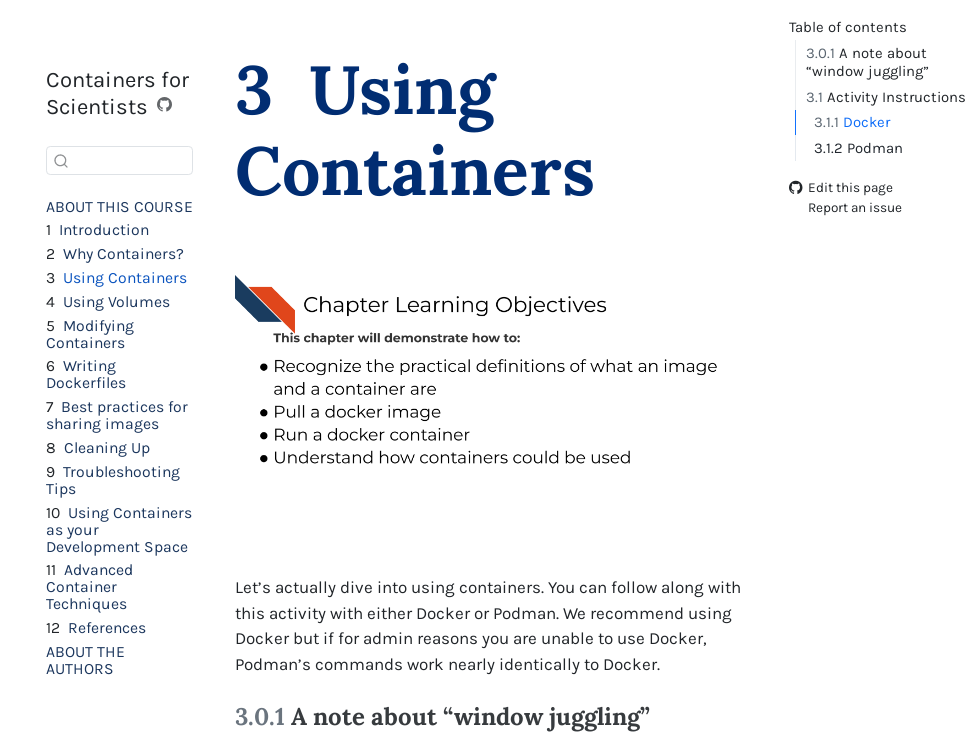 Containers for
Scientists
ABOUT THIS COURSE
1 Introduction
2 Why Containers?
3 Using Containers
4 Using Volumes
5 Modifying
Containers
6 Writing
Dockerfiles
7 Best practices for
sharing images
8 Cleaning Up
9 Troubleshooting
Tips
10 Using Containers
as your
Development Space
11 Advanced
Container
Techniques
12 References
ABOUT THE
AUTHORS
3 Using
Containers
Chapter Learning Objectives
This chapter will demonstrate how to:
● Recognize the practical definitions of what an image
and a container are
● Pull a docker image
● Run a docker container
● Understand how containers could be used
Let’s actually dive into using containers. You can follow along with
this activity with either Docker or Podman. We recommend using
Docker but if for admin reasons you are unable to use Docker,
Podman’s commands work nearly identically to Docker.
3.0.1 A note about “window juggling”
Table of contents
3.0.1 A note about
“window juggling”
3.1 Activity Instructions
3.1.1 Docker
3.1.2 Podman
Edit this page
Report an issue